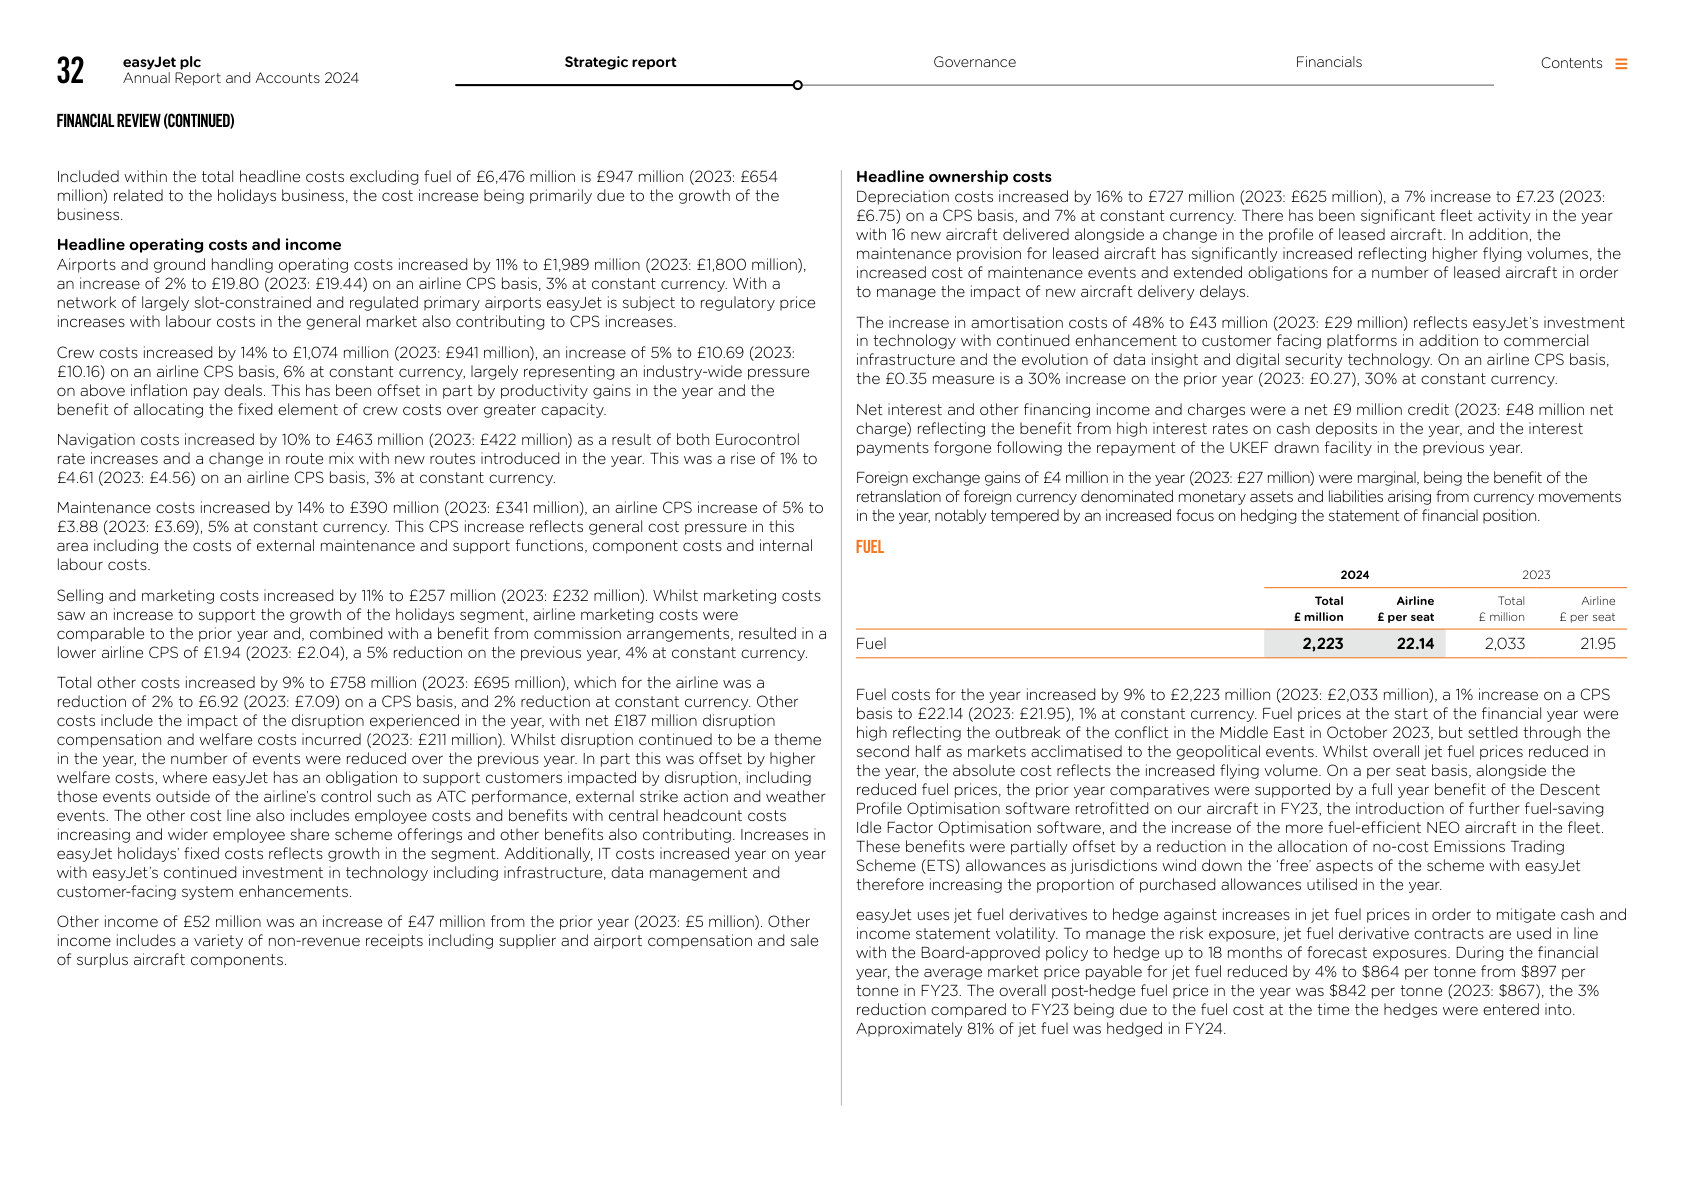 32
easyJet plc
Annual Report and Accounts 2024
Strategic report
Governance
Financials
Contents
FINANCIAL REVIEW (CONTINUED)
Included within the total headline costs excluding fuel of £6,476 million is £947 million (2023: £654
million) related to the holidays business, the cost increase being primarily due to the growth of the
business.
Headline operating costs and income
Airports and ground handling operating costs increased by 11% to £1,989 million (2023: £1,800 million),
an increase of 2% to £19.80 (2023: £19.44) on an airline CPS basis, 3% at constant currency. With a
network of largely slot-constrained and regulated primary airports easyJet is subject to regulatory price
increases with labour costs in the general market also contributing to CPS increases.
Crew costs increased by 14% to £1,074 million (2023: £941 million), an increase of 5% to £10.69 (2023:
£10.16) on an airline CPS basis, 6% at constant currency, largely representing an industry-wide pressure
on above inflation pay deals. This has been offset in part by productivity gains in the year and the
benefit of allocating the fixed element of crew costs over greater capacity.
Navigation costs increased by 10% to £463 million (2023: £422 million) as a result of both Eurocontrol
rate increases and a change in route mix with new routes introduced in the year. This was a rise of 1% to
£4.61 (2023: £4.56) on an airline CPS basis, 3% at constant currency.
Maintenance costs increased by 14% to £390 million (2023: £341 million), an airline CPS increase of 5% to
£3.88 (2023: £3.69), 5% at constant currency. This CPS increase reflects general cost pressure in this
area including the costs of external maintenance and support functions, component costs and internal
labour costs.
Selling and marketing costs increased by 11% to £257 million (2023: £232 million). Whilst marketing costs
saw an increase to support the growth of the holidays segment, airline marketing costs were
comparable to the prior year and, combined with a benefit from commission arrangements, resulted in a
lower airline CPS of £1.94 (2023: £2.04), a 5% reduction on the previous year, 4% at constant currency.
Total other costs increased by 9% to £758 million (2023: £695 million), which for the airline was a
reduction of 2% to £6.92 (2023: £7.09) on a CPS basis, and 2% reduction at constant currency. Other
costs include the impact of the disruption experienced in the year, with net £187 million disruption
compensation and welfare costs incurred (2023: £211 million). Whilst disruption continued to be a theme
in the year, the number of events were reduced over the previous year. In part this was offset by higher
welfare costs, where easyJet has an obligation to support customers impacted by disruption, including
those events outside of the airline's control such as ATC performance, external strike action and weather
events. The other cost line also includes employee costs and benefits with central headcount costs
increasing and wider employee share scheme offerings and other benefits also contributing. Increases in
easyJet holidays' fixed costs reflects growth in the segment. Additionally, IT costs increased year on year
with easyJet's continued investment in technology including infrastructure, data management and
customer-facing system enhancements.
Other income of £52 million was an increase of £47 million from the prior year (2023: £5 million). Other
income includes a variety of non-revenue receipts including supplier and airport compensation and sale
of surplus aircraft components.
Headline ownership costs
Depreciation costs increased by 16% to £727 million (2023: £625 million), a 7% increase to £7.23 (2023:
£6.75) on a CPS basis, and 7% at constant currency. There has been significant fleet activity in the year
with 16 new aircraft delivered alongside a change in the profile of leased aircraft. In addition, the
maintenance provision for leased aircraft has significantly increased reflecting higher flying volumes, the
increased cost of maintenance events and extended obligations for a number of leased aircraft in order
to manage the impact of new aircraft delivery delays.
The increase in amortisation costs of 48% to £43 million (2023: £29 million) reflects easyJet's investment
in technology with continued enhancement to customer facing platforms in addition to commercial
infrastructure and the evolution of data insight and digital security technology. On an airline CPS basis,
the £0.35 measure is a 30% increase on the prior year (2023: £0.27), 30% at constant currency.
Net interest and other financing income and charges were a net £9 million credit (2023: £48 million net
charge) reflecting the benefit from high interest rates on cash deposits in the year, and the interest
payments forgone following the repayment of the UKEF drawn facility in the previous year.
Foreign exchange gains of £4 million in the year (2023: £27 million) were marginal, being the benefit of the
retranslation of foreign currency denominated monetary assets and liabilities arising from currency movements
in the year, notably tempered by an increased focus on hedging the statement of financial position.
FUEL
2024 2023
Total Airline Total Airline
£ million £ per seat £ million £ per seat
Fuel 2,223 22.14 2,033 21.95
Fuel costs for the year increased by 9% to £2,223 million (2023: £2,033 million), a 1% increase on a CPS
basis to £22.14 (2023: £21.95), 1% at constant currency. Fuel prices at the start of the financial year were
high reflecting the outbreak of the conflict in the Middle East in October 2023, but settled through the
second half as markets acclimatised to the geopolitical events. Whilst overall jet fuel prices reduced in
the year, the absolute cost reflects the increased flying volume. On a per seat basis, alongside the
reduced fuel prices, the prior year comparatives were supported by a full year benefit of the Descent
Profile Optimisation software retrofitted on our aircraft in FY23, the introduction of further fuel-saving
Idle Factor Optimisation software, and the increase of the more fuel-efficient NEO aircraft in the fleet.
These benefits were partially offset by a reduction in the allocation of no-cost Emissions Trading
Scheme (ETS) allowances as jurisdictions wind down the 'free' aspects of the scheme with easyJet
therefore increasing the proportion of purchased allowances utilised in the year.
easyJet uses jet fuel derivatives to hedge against increases in jet fuel prices in order to mitigate cash and
income statement volatility. To manage the risk exposure, jet fuel derivative contracts are used in line
with the Board-approved policy to hedge up to 18 months of forecast exposures. During the financial
year, the average market price payable for jet fuel reduced by 4% to $864 per tonne from $897 per
tonne in FY23. The overall post-hedge fuel price in the year was $842 per tonne (2023: $867), the 3%
reduction compared to FY23 being due to the fuel cost at the time the hedges were entered into.
Approximately 81% of jet fuel was hedged in FY24.